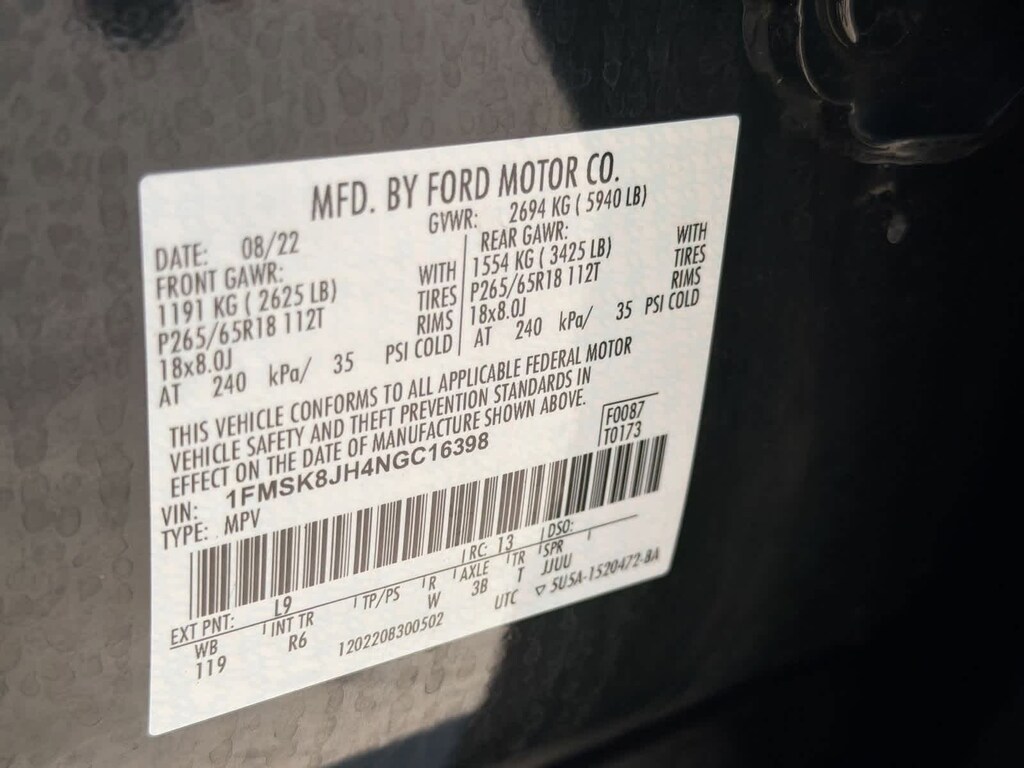 MFD. BY FORD MOTOR CO.
DATE: 08/22 GVWR: 2694 KG ( 5940 LB)
FRONT GAWR: REAR GAWR:
1191 KG ( 2625 LB) WITH 1554 KG ( 3425 LB) WITH
P265/65R18 112T TIRES P265/65R18 112T TIRES
18x8.0J RIMS 18x8.0J RIMS
AT 240 kPa/ 35 PSI COLD AT 240 kPa/ 35 PSI COLD
THIS VEHICLE CONFORMS TO ALL APPLICABLE FEDERAL MOTOR
VEHICLE SAFETY AND THEFT PREVENTION STANDARDS IN
EFFECT ON THE DATE OF MANUFACTURE SHOWN ABOVE.
F0087
T0173
VIN: 1FMSK8JH4NGC16398
TYPE: MPV
EXT PNT: L9 RC: 13 DSO:
WB INT TR TP/PS R AXLE TR SPR
119 R6 W 3B T JJUU
1202208300502 UTC ▽ 5U5A-1520472-BA